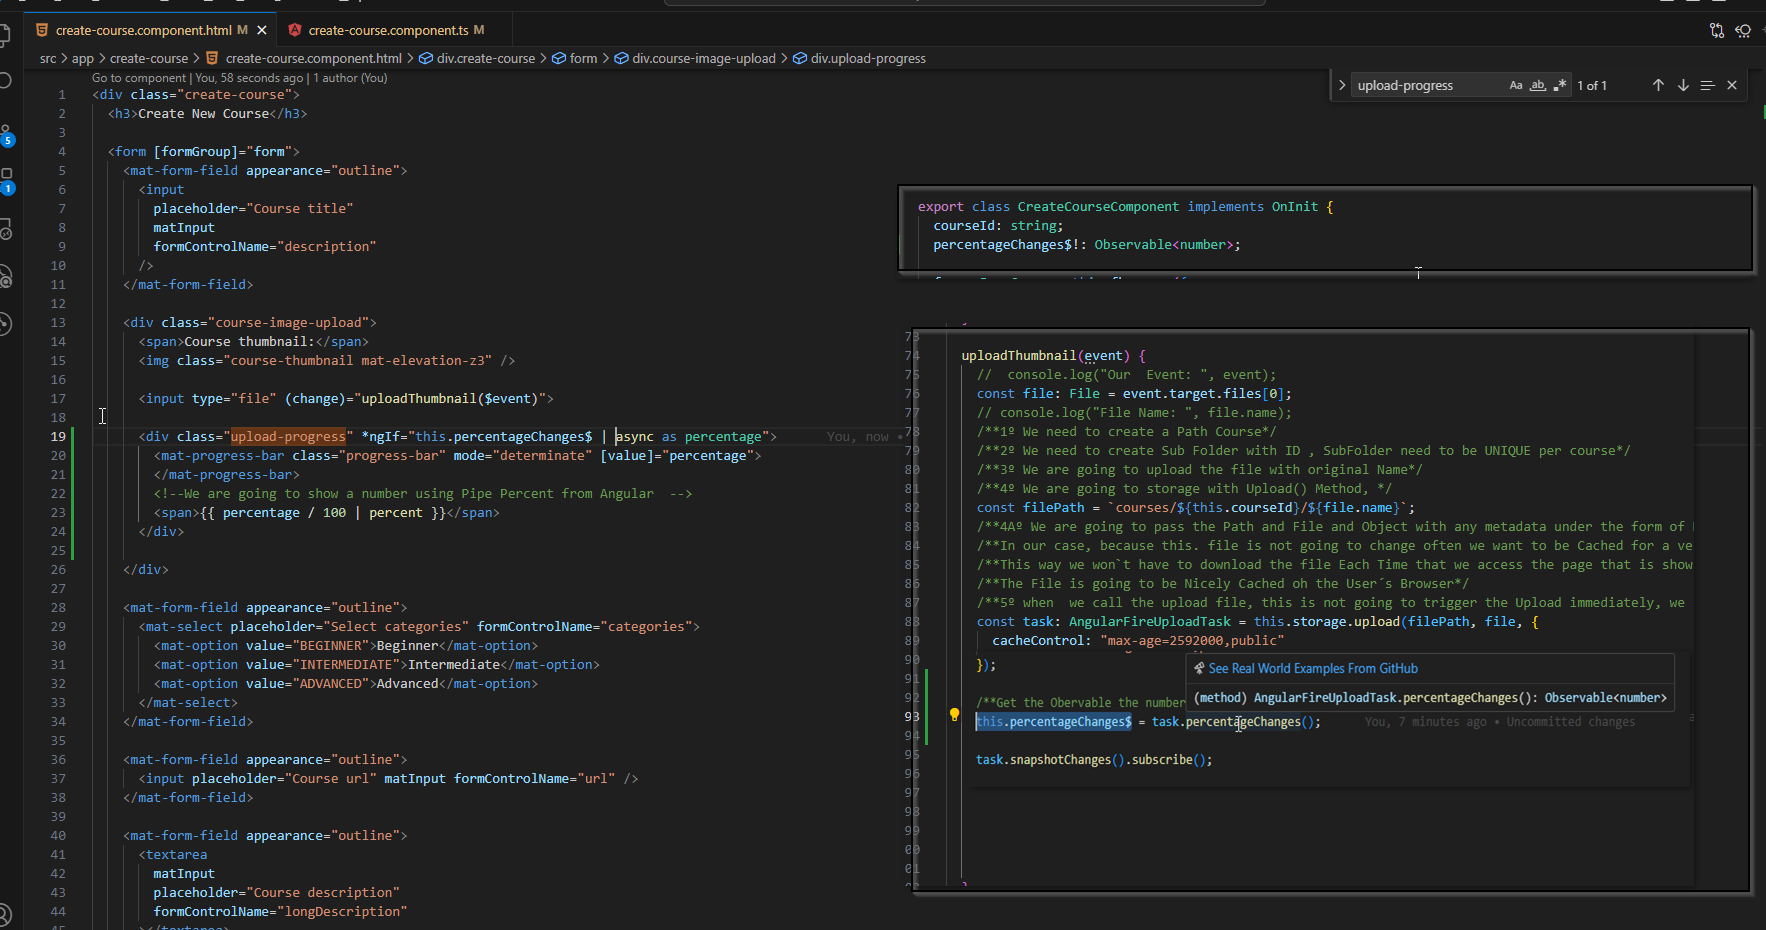 create-course.component.html M
create-course.component.ts M
src > app > create-course > create-course.component.html > div.create-course > form > div.course-image-upload > div.upload-progress
upload-progress
Aa ab .* 1 of 1
Go to component | You, 58 seconds ago | 1 author (You)
1 <div class="create-course">
2 <h3>Create New Course</h3>
3
4 <form [formGroup]="form">
5 <mat-form-field appearance="outline">
6 <input
7 placeholder="Course title"
8 matInput
9 formControlName="description"
10 />
11 </mat-form-field>
12
13 <div class="course-image-upload">
14 <span>Course thumbnail:</span>
15 <img class="course-thumbnail mat-elevation-z3" />
16
17 <input type="file" (change)="uploadThumbnail($event)">
18
19 <div class="upload-progress" *ngIf="this.percentageChanges$ | async as percentage"> You, now •
20 <mat-progress-bar class="progress-bar" mode="determinate" [value]="percentage">
21 </mat-progress-bar>
22 <!--We are going to show a number using Pipe Percent from Angular  -->
23 <span>{{ percentage / 100 | percent }}</span>
24 </div>
25
26 </div>
27
28 <mat-form-field appearance="outline">
29 <mat-select placeholder="Select categories" formControlName="categories">
30 <mat-option value="BEGINNER">Beginner</mat-option>
31 <mat-option value="INTERMEDIATE">Intermediate</mat-option>
32 <mat-option value="ADVANCED">Advanced</mat-option>
33 </mat-select>
34 </mat-form-field>
35
36 <mat-form-field appearance="outline">
37 <input placeholder="Course url" matInput formControlName="url" />
38 </mat-form-field>
39
40 <mat-form-field appearance="outline">
41 <textarea
42 matInput
43 placeholder="Course description"
44 formControlName="longDescription"
5
1
export class CreateCourseComponent implements OnInit {
courseId: string;
percentageChanges$!: Observable<number>;
73
74 uploadThumbnail(event) {
75 //  console.log("Our  Event: ", event);
76 const file: File = event.target.files[0];
77 // console.log("File Name: ", file.name);
78 /**1º We need to create a Path Course*/
79 /**2º We need to create Sub Folder with ID , SubFolder need to be UNIQUE per course*/
80 /**3º We are going to upload the file with original Name*/
81 /**4º We are going to storage with Upload() Method, */
82 const filePath = `courses/${this.courseId}/${file.name}`;
83 /**4Aº We are going to pass the Path and File and Object with any metadata under the form of
84 /**In our case, because this. file is not going to change often we want to be Cached for a ve
85 /**This way we won`t have to download the file Each Time that we access the page that is show
86 /**The File is going to be Nicely Cached oh the User´s Browser*/
87 /**5º when  we call the upload file, this is not going to trigger the Upload immediately, we
88 const task: AngularFireUploadTask = this.storage.upload(filePath, file, {
89 cacheControl: "max-age=2592000,public"
90 });
91 See Real World Examples From GitHub
(method) AngularFireUploadTask.percentageChanges(): Observable<number>
92 /**Get the Obervable the number
93 this.percentageChanges$ = task.percentageChanges(); You, 7 minutes ago • Uncommitted changes
94
95 task.snapshotChanges().subscribe();
96
97
98
99
00
01
}